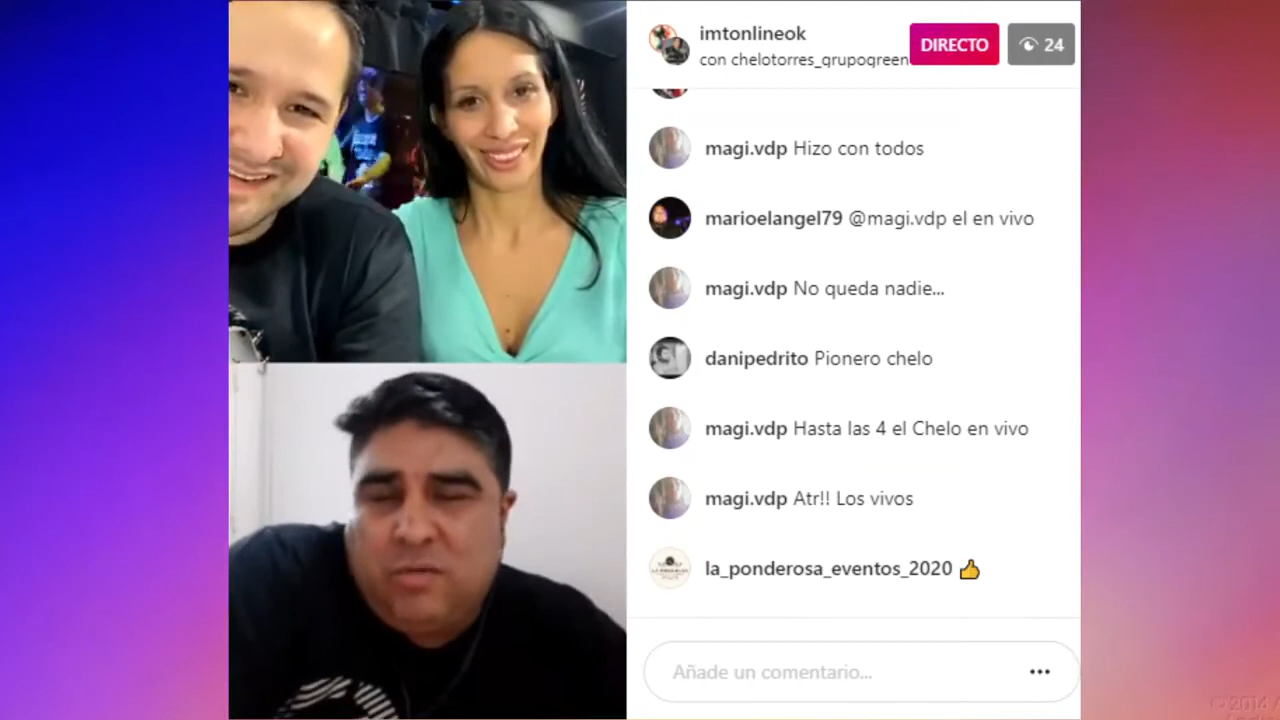 imtonlineok
con chelotorres_grupogreen
DIRECTO
24
magi.vdp Hizo con todos
marioelangel79 @magi.vdp el en vivo
magi.vdp No queda nadie...
danipedrito Pionero chelo
magi.vdp Hasta las 4 el Chelo en vivo
magi.vdp Atr!! Los vivos
la_ponderosa_eventos_2020 👍
Añade un comentario...
© 2014